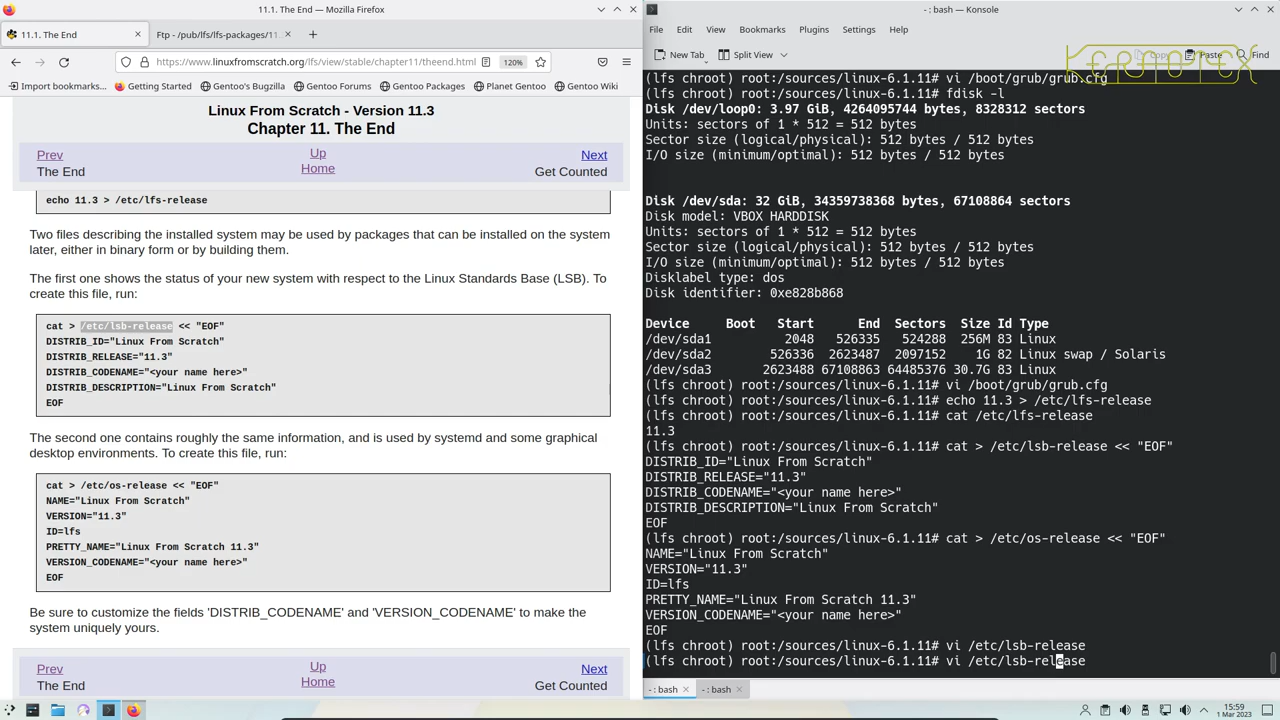 11.1. The End — Mozilla Firefox
11.1. The End
Ftp - /pub/lfs/lfs-packages/11.
https://www.linuxfromscratch.org/lfs/view/stable/chapter11/theend.html
120%
Import bookmarks...
Getting Started
Gentoo's Bugzilla
Gentoo Forums
Gentoo Packages
Planet Gentoo
Gentoo Wiki
Linux From Scratch - Version 11.3
Chapter 11. The End
Prev
Up
Next
The End
Home
Get Counted
echo 11.3 > /etc/lfs-release
Two files describing the installed system may be used by packages that can be installed on the system
later, either in binary form or by building them.
The first one shows the status of your new system with respect to the Linux Standards Base (LSB). To
create this file, run:
cat > /etc/lsb-release << "EOF"
DISTRIB_ID="Linux From Scratch"
DISTRIB_RELEASE="11.3"
DISTRIB_CODENAME="<your name here>"
DISTRIB_DESCRIPTION="Linux From Scratch"
EOF
The second one contains roughly the same information, and is used by systemd and some graphical
desktop environments. To create this file, run:
cat > /etc/os-release << "EOF"
NAME="Linux From Scratch"
VERSION="11.3"
ID=lfs
PRETTY_NAME="Linux From Scratch 11.3"
VERSION_CODENAME="<your name here>"
EOF
Be sure to customize the fields 'DISTRIB_CODENAME' and 'VERSION_CODENAME' to make the
system uniquely yours.
Prev
Up
Next
The End
Home
Get Counted
- : bash — Konsole
File Edit View Bookmarks Plugins Settings Help
New Tab
Split View
Copy
Paste
Find
(lfs chroot) root:/sources/linux-6.1.11# vi /boot/grub/grub.cfg
(lfs chroot) root:/sources/linux-6.1.11# fdisk -l
Disk /dev/loop0: 3.97 GiB, 4264095744 bytes, 8328312 sectors
Units: sectors of 1 * 512 = 512 bytes
Sector size (logical/physical): 512 bytes / 512 bytes
I/O size (minimum/optimal): 512 bytes / 512 bytes
Disk /dev/sda: 32 GiB, 34359738368 bytes, 67108864 sectors
Disk model: VBOX HARDDISK
Units: sectors of 1 * 512 = 512 bytes
Sector size (logical/physical): 512 bytes / 512 bytes
I/O size (minimum/optimal): 512 bytes / 512 bytes
Disklabel type: dos
Disk identifier: 0xe828b868
Device Boot Start End Sectors Size Id Type
/dev/sda1 2048 526335 524288 256M 83 Linux
/dev/sda2 526336 2623487 2097152 1G 82 Linux swap / Solaris
/dev/sda3 2623488 67108863 64485376 30.7G 83 Linux
(lfs chroot) root:/sources/linux-6.1.11# vi /boot/grub/grub.cfg
(lfs chroot) root:/sources/linux-6.1.11# echo 11.3 > /etc/lfs-release
(lfs chroot) root:/sources/linux-6.1.11# cat /etc/lfs-release
11.3
(lfs chroot) root:/sources/linux-6.1.11# cat > /etc/lsb-release << "EOF"
DISTRIB_ID="Linux From Scratch"
DISTRIB_RELEASE="11.3"
DISTRIB_CODENAME="<your name here>"
DISTRIB_DESCRIPTION="Linux From Scratch"
EOF
(lfs chroot) root:/sources/linux-6.1.11# cat > /etc/os-release << "EOF"
NAME="Linux From Scratch"
VERSION="11.3"
ID=lfs
PRETTY_NAME="Linux From Scratch 11.3"
VERSION_CODENAME="<your name here>"
EOF
(lfs chroot) root:/sources/linux-6.1.11# vi /etc/lsb-release
(lfs chroot) root:/sources/linux-6.1.11# vi /etc/lsb-release
- : bash
- : bash
15:59
1 Mar 2023